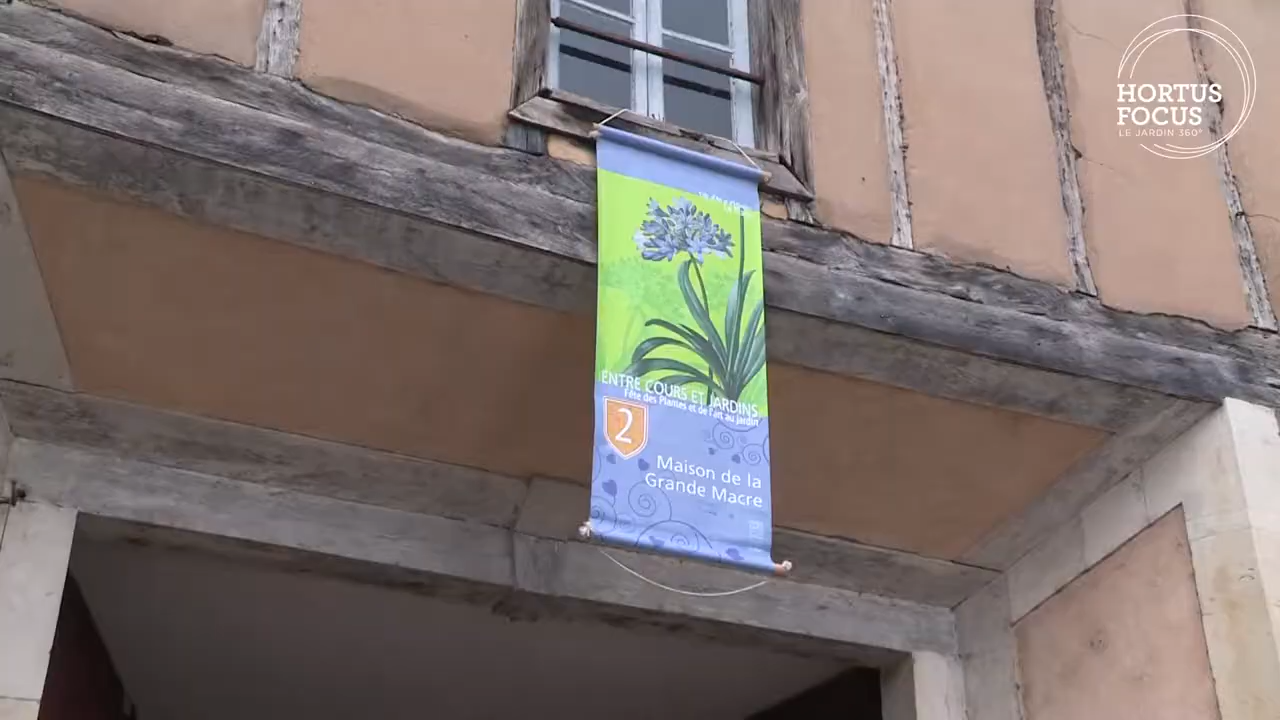 HORTUS
FOCUS
LE JARDIN 360°
ENTRE COURS ET JARDINS
Fête des Plantes et de l'art au jardin
2
Maison de la
Grande Macre